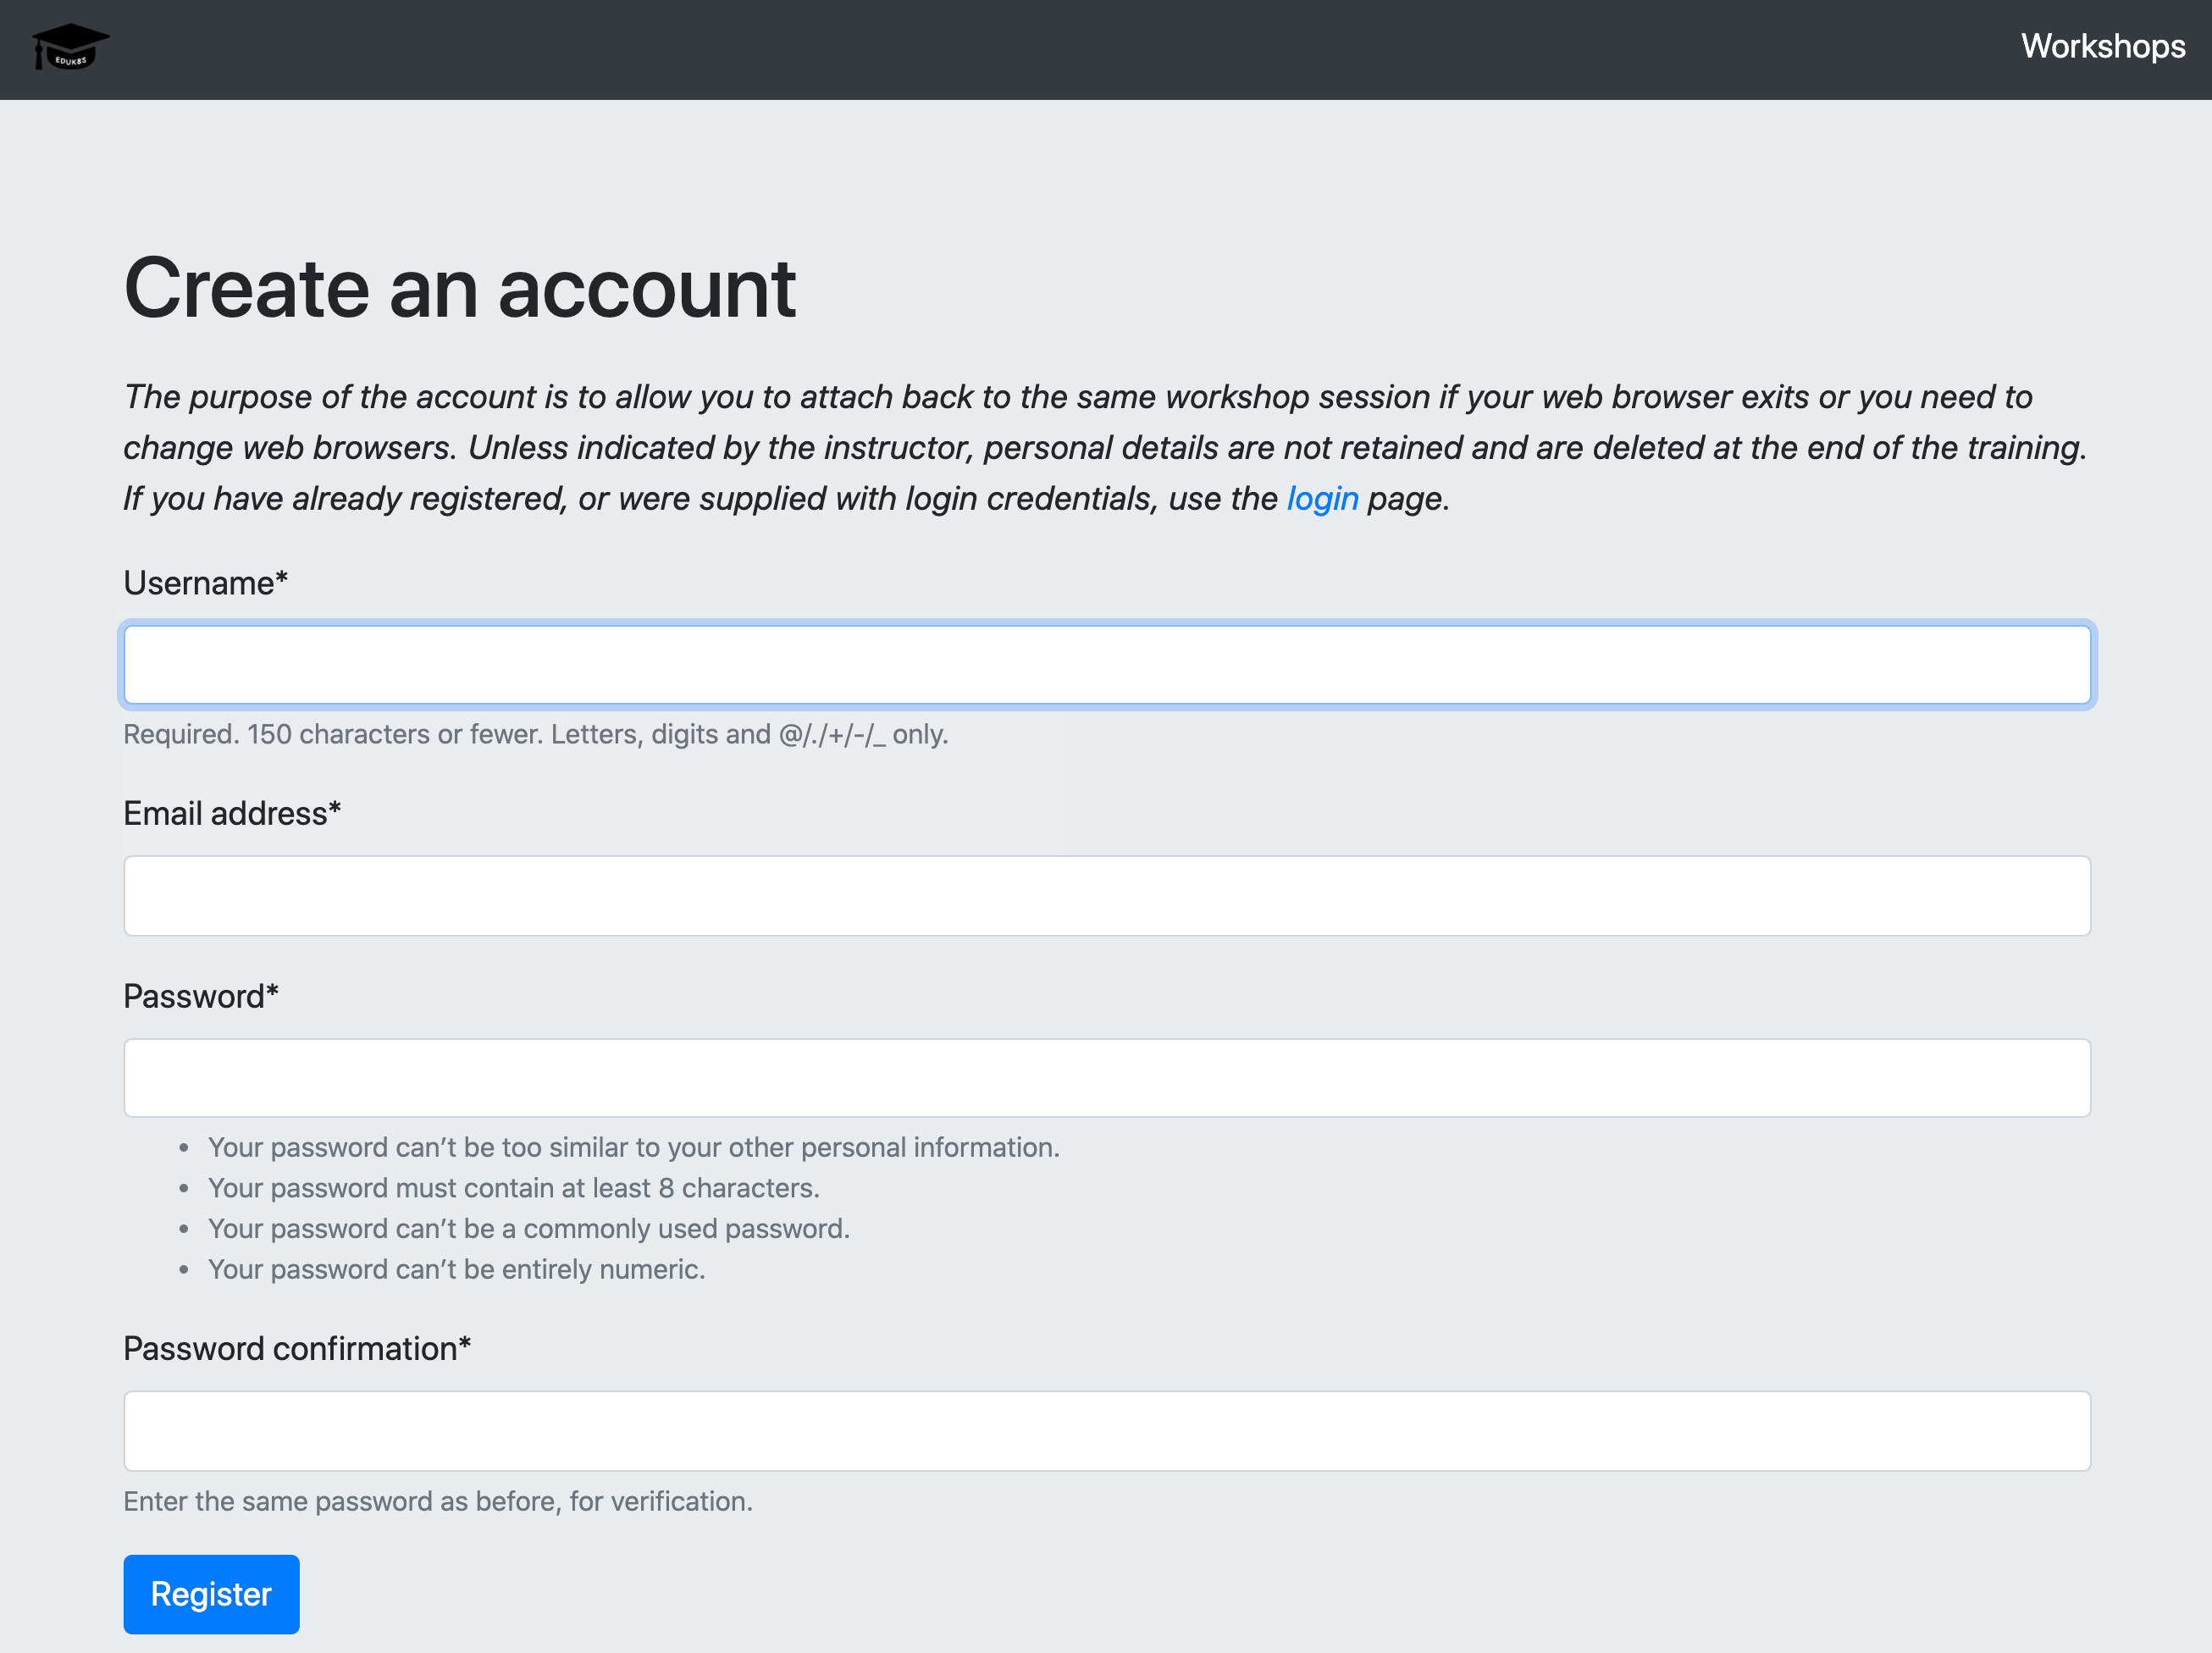 EDUK8S
Workshops
Create an account
The purpose of the account is to allow you to attach back to the same workshop session if your web browser exits or you need to
change web browsers. Unless indicated by the instructor, personal details are not retained and are deleted at the end of the training.
If you have already registered, or were supplied with login credentials, use the login page.
Username*
Required. 150 characters or fewer. Letters, digits and @/./+/-/_ only.
Email address*
Password*
• Your password can’t be too similar to your other personal information.
• Your password must contain at least 8 characters.
• Your password can’t be a commonly used password.
• Your password can’t be entirely numeric.
Password confirmation*
Enter the same password as before, for verification.
Register